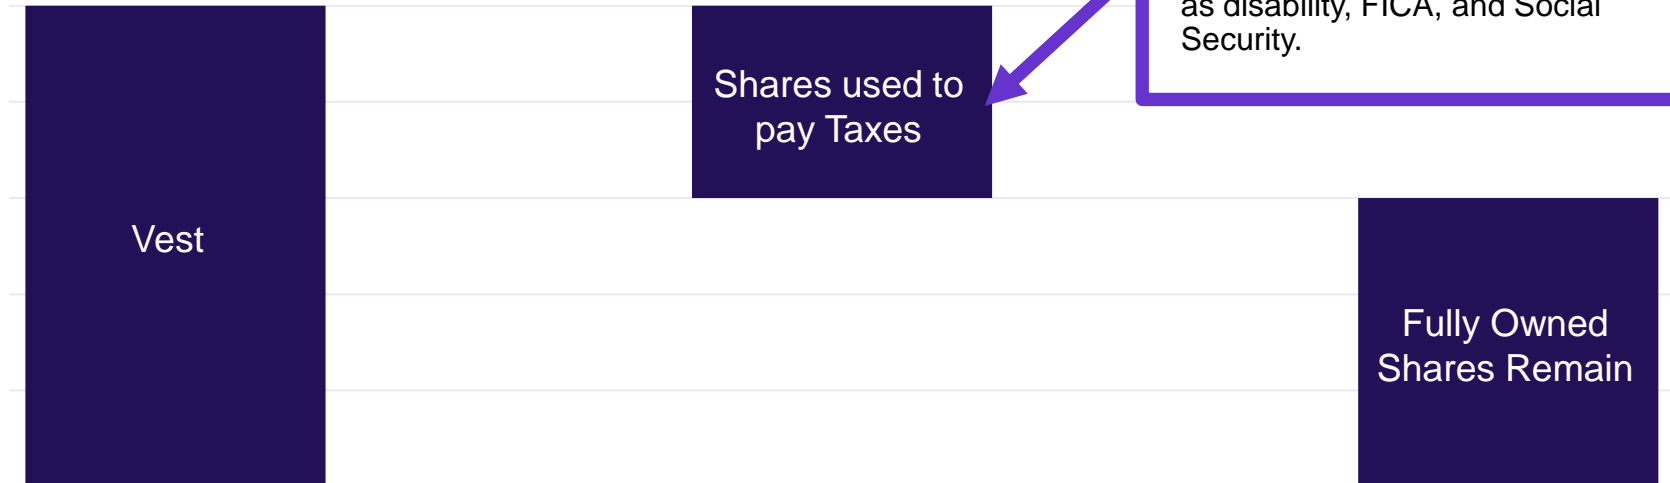 as disability, FICA, and Social
Security.
Shares used to
pay Taxes
Vest
Fully Owned
Shares Remain